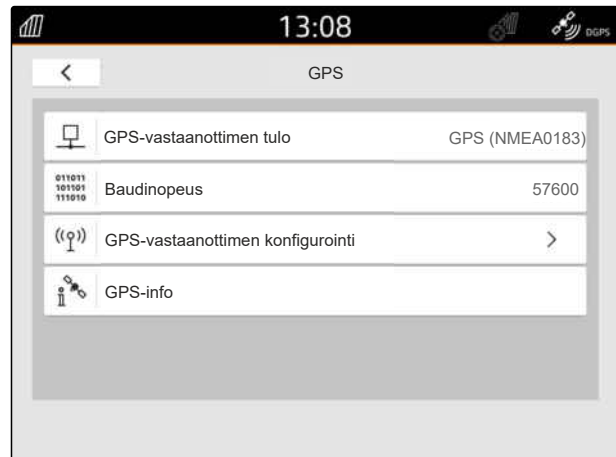 13:08
DGPS
GPS
GPS-vastaanottimen tulo GPS (NMEA0183)
011011
101101
111010
Baudinopeus 57600
GPS-vastaanottimen konfigurointi
GPS-info